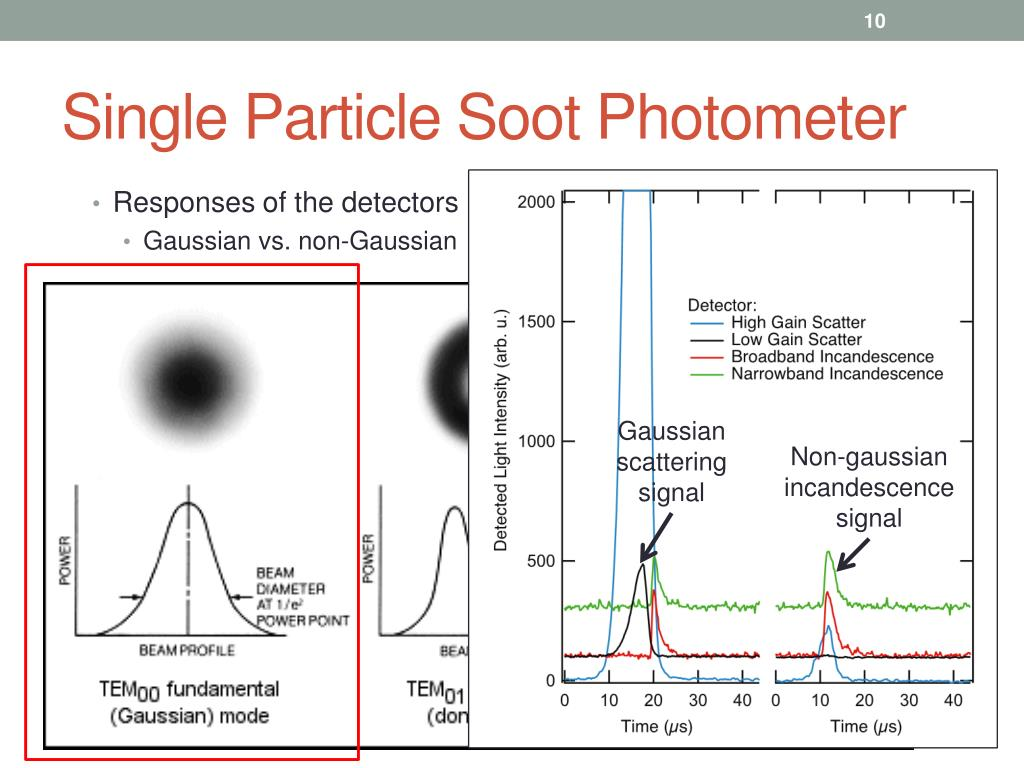 10
Single Particle Soot Photometer
• Responses of the detectors
• Gaussian vs. non-Gaussian
POWER
BEAM
DIAMETER
AT 1/e²
POWER POINT
BEAM PROFILE
TEM00 fundamental
(Gaussian) mode
POWER
BEA
TEM01
(don
Detected Light Intensity (arb. u.)
2000
1500
1000
500
0
Detector:
High Gain Scatter
Low Gain Scatter
Broadband Incandescence
Narrowband Incandescence
Gaussian
scattering
signal
Non-gaussian
incandescence
signal
0 10 20 30 40 0 10 20 30 40
Time (µs) Time (µs)